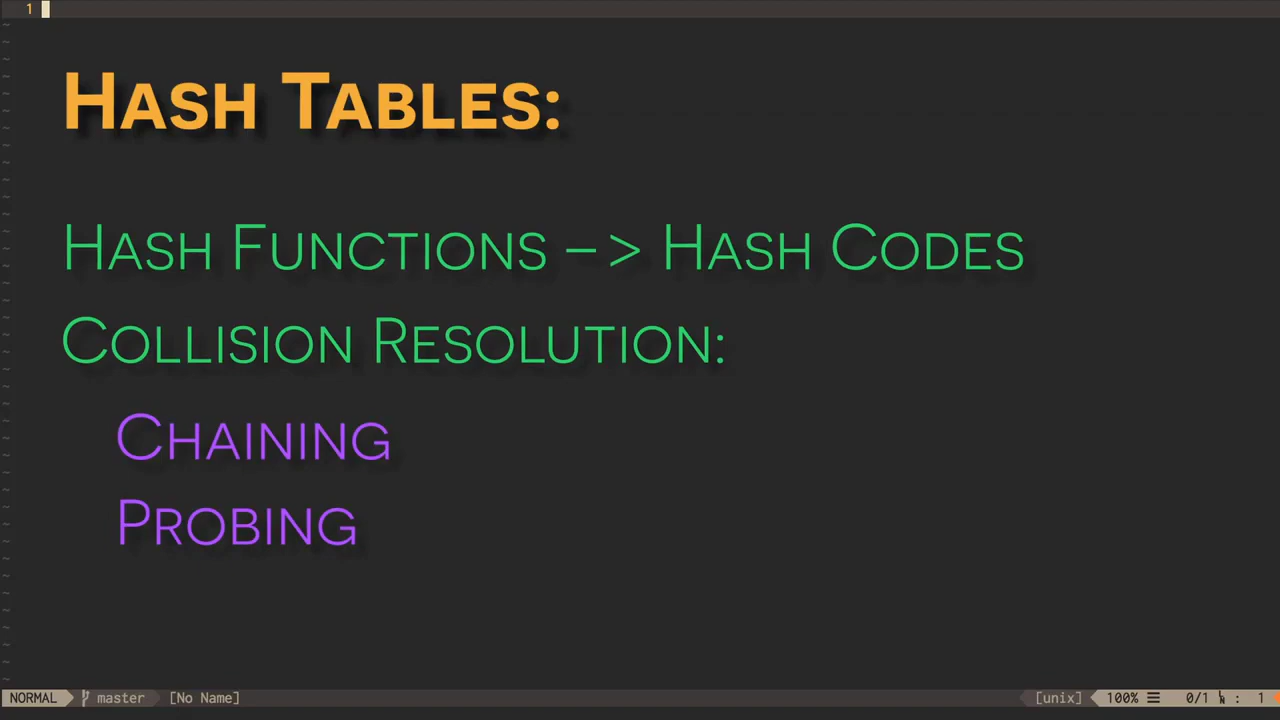 1
HASH TABLES:
HASH FUNCTIONS -> HASH CODES
COLLISION RESOLUTION:
CHAINING
PROBING
NORMAL master [No Name] [unix] 100% ☰ 0/1 ㏑ : 1